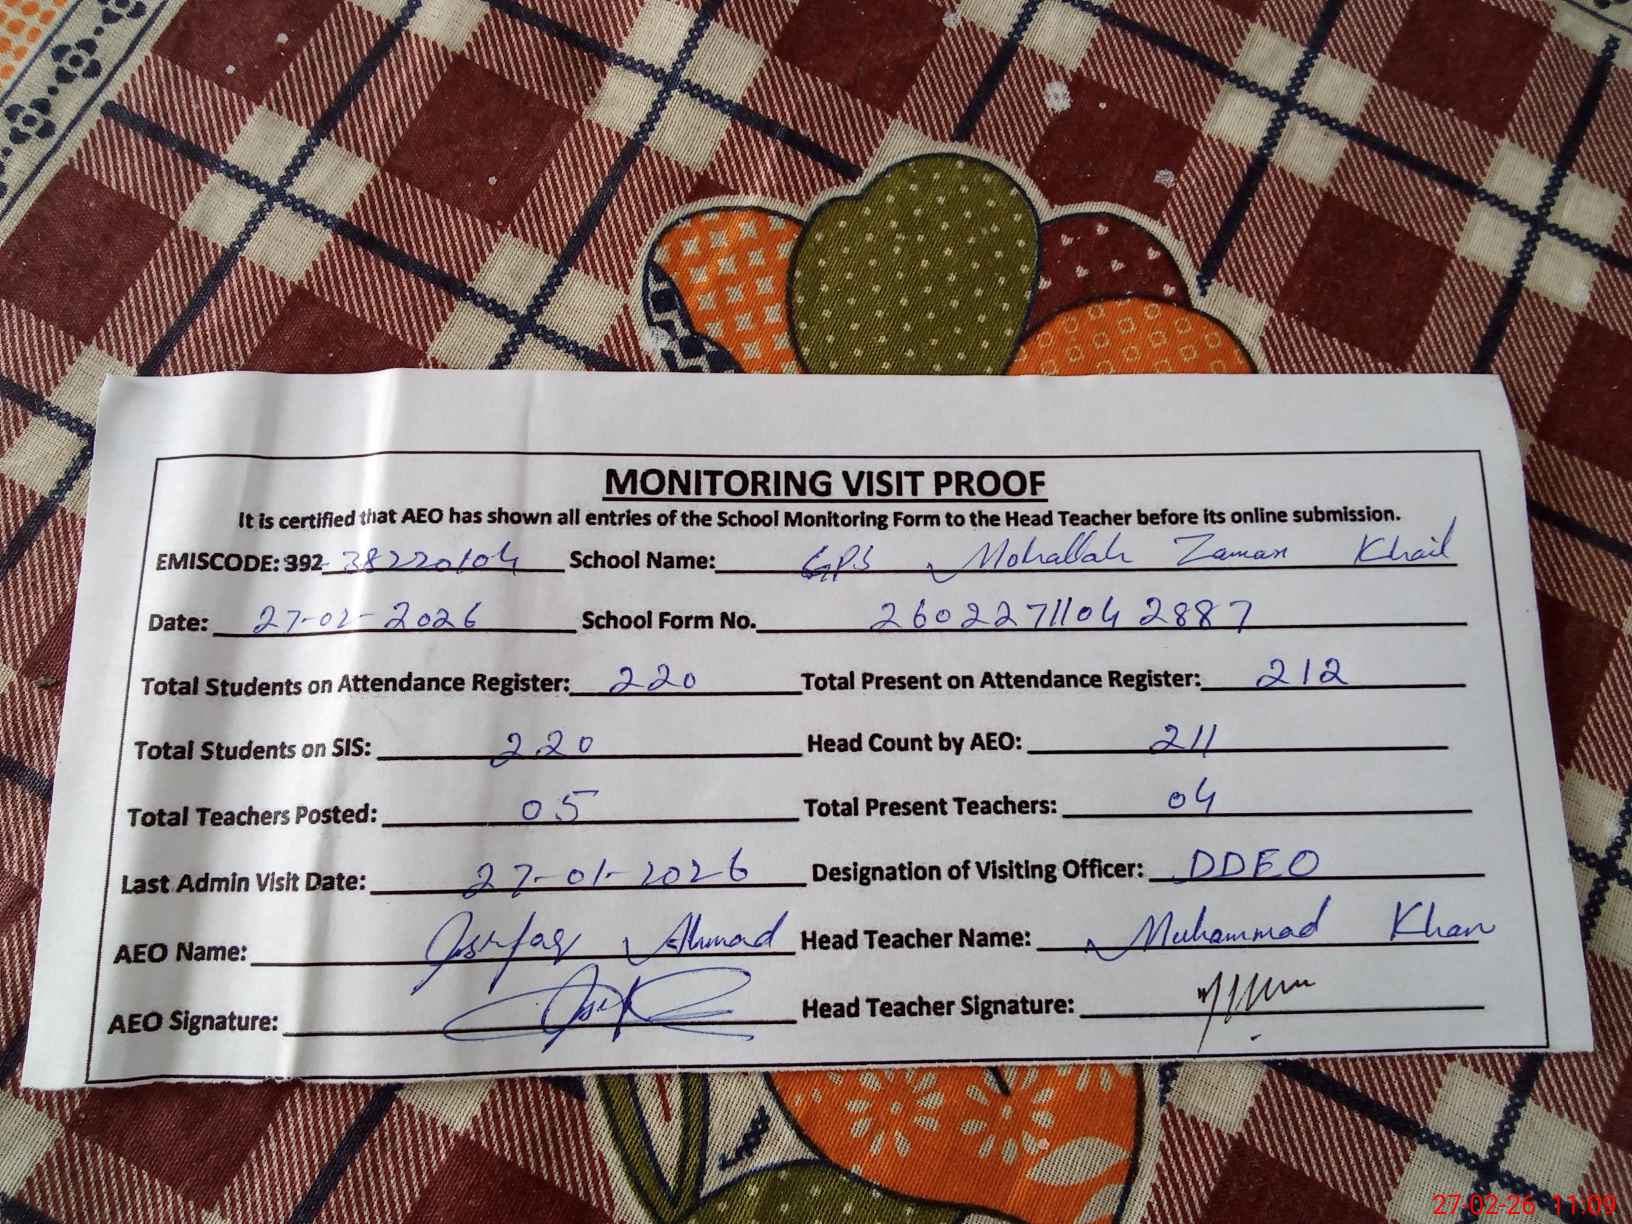 MONITORING VISIT PROOF
It is certified that AEO has shown all entries of the School Monitoring Form to the Head Teacher before its online submission.
EMISCODE: 392 38220104 School Name: GPS Mohallah Zaman Khail
Date: 27-02-2026 School Form No. 26022711042887
Total Students on Attendance Register: 220 Total Present on Attendance Register: 212
Total Students on SIS: 220 Head Count by AEO: 211
Total Teachers Posted: 05 Total Present Teachers: 04
Last Admin Visit Date: 27-01-2026 Designation of Visiting Officer: DDEO
AEO Name: Ahmad Head Teacher Name: Muhammad Khan
AEO Signature: Head Teacher Signature:
27-02-26 11:09